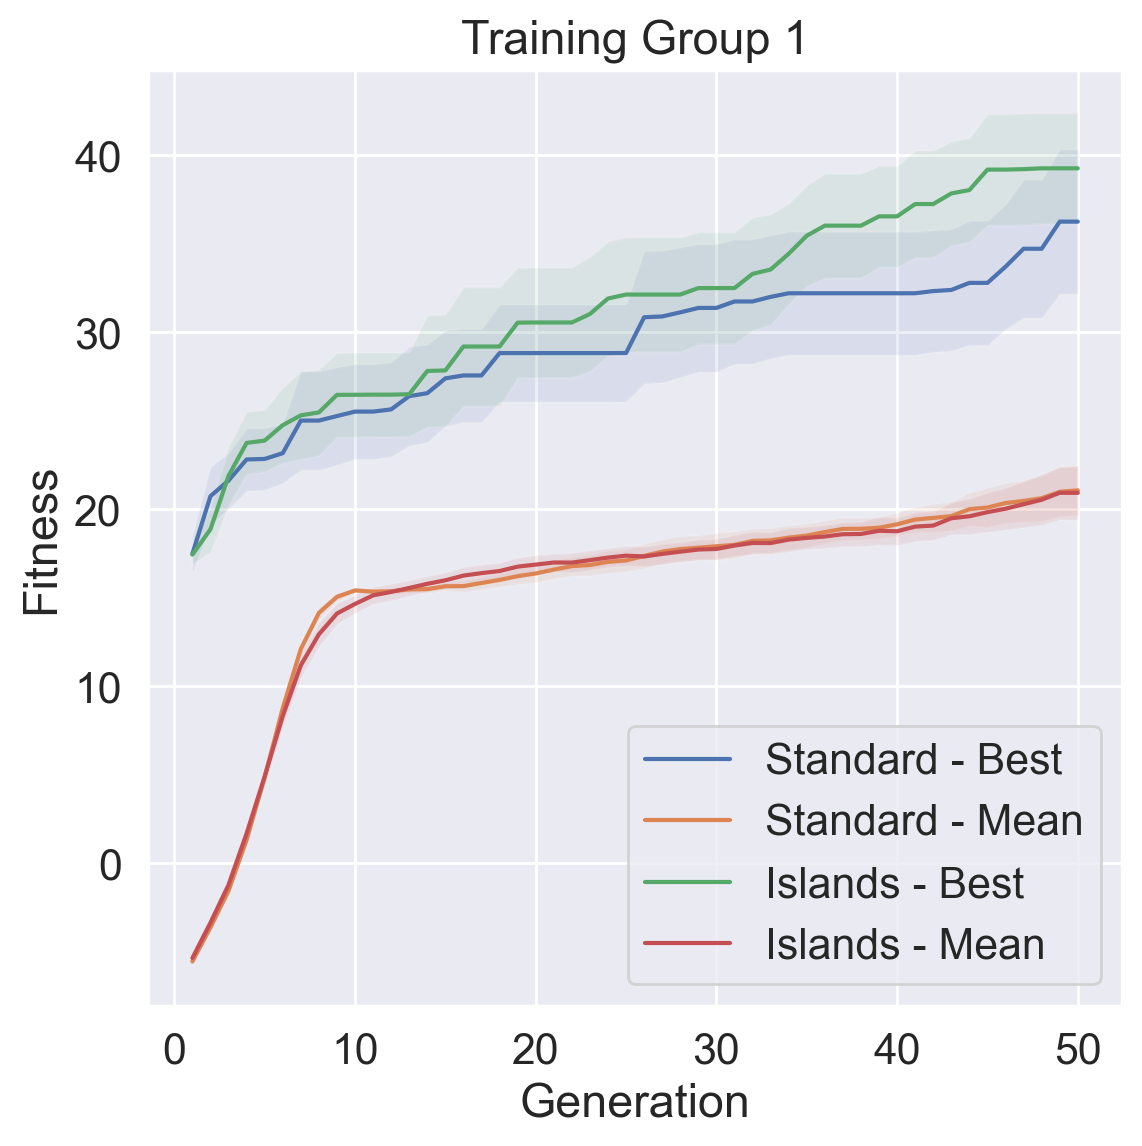 Training Group 1
Fitness
40
30
20
10
0
Standard - Best
Standard - Mean
Islands - Best
Islands - Mean
0 10 20 30 40 50
Generation